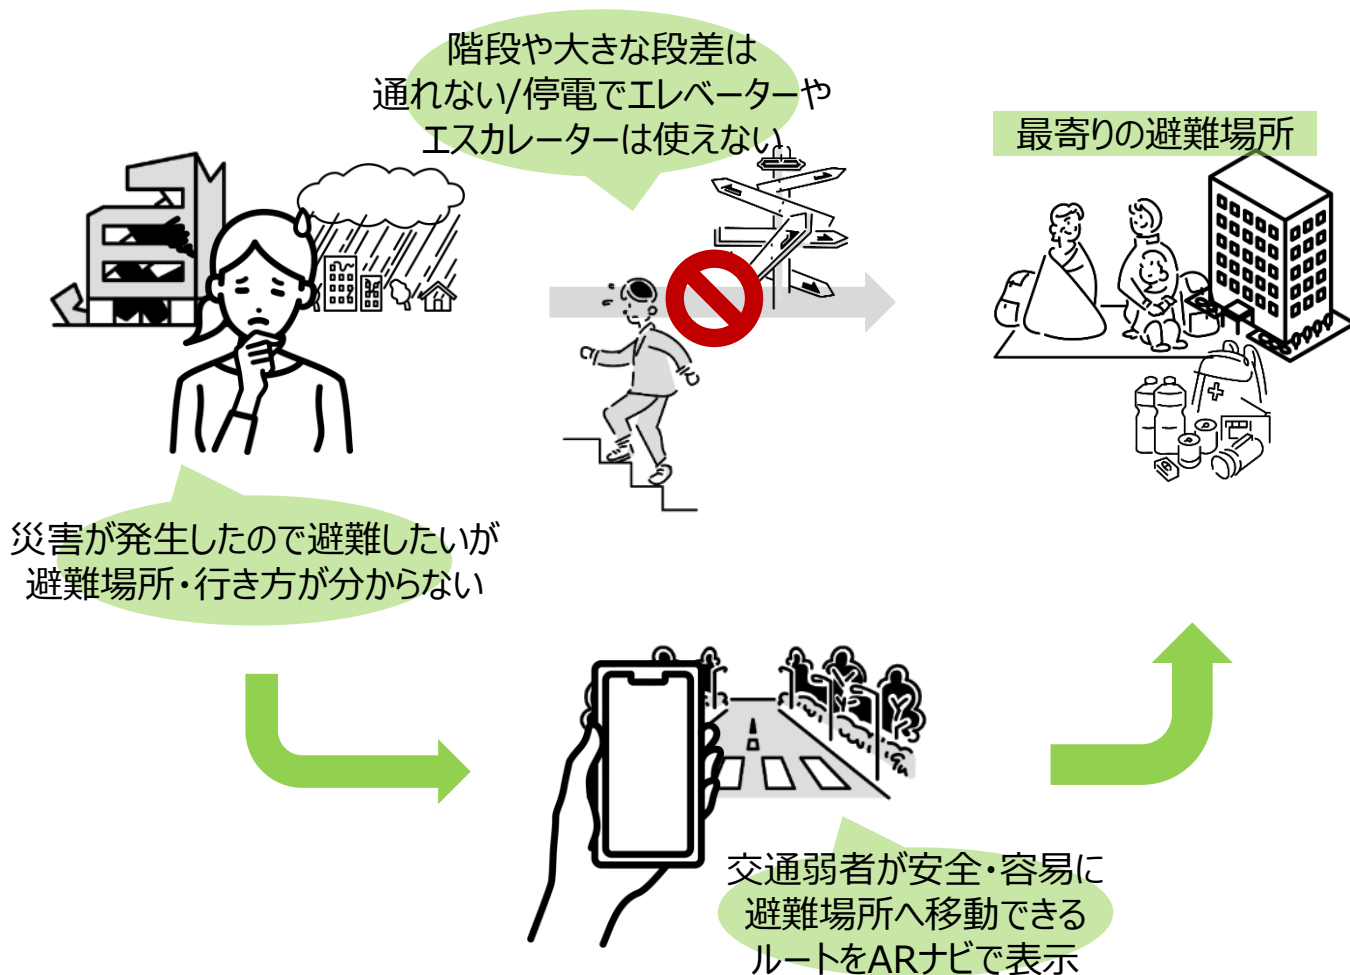 階段や大きな段差は
通れない/停電でエレベーターや
エスカレーターは使えない
最寄りの避難場所
災害が発生したので避難したいが
避難場所・行き方が分からない
交通弱者が安全・容易に
避難場所へ移動できる
ルートをARナビで表示